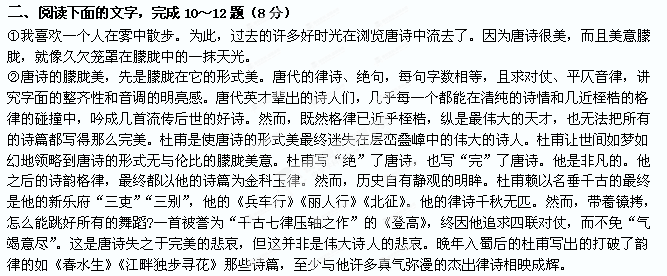 二、阅读下面的文字，完成10～12题（8分）
①我喜欢一个人在雾中散步。为此，过去的许多好时光在浏览唐诗中流去了。因为唐诗很美，而且美意朦
胧，就像久欠笼罩在朦胧中的一抹天光。
②唐诗的朦胧美，先是朦胧在它的形式美。唐代的律诗、绝句，每句字数相等，且求对仗、平仄音律，讲
究字面的整齐性和音调的明亮感。唐代英才辈出的诗人们，几乎每一个都能在清纯的诗情和几近桎梏的格
律的碰撞中，吟成几首流传后世的好诗。然而，既然格律已近乎桎梏，纵是最伟大的天才，也无法把所有
的诗篇都写得那么完美。杜甫是使唐诗的形式美最终迷失在层峦叠嶂中的伟大的诗人。杜甫让世间如梦如
幻地领略到唐诗的形式无与伦比的朦胧美意。杜甫写“绝”了唐诗，也写“完”了唐诗。他是非凡的。他
之后的诗韵格律，最终都以他的诗篇为金科玉律。然而，历史自有静观的明眸。杜甫赖以名垂千古的最终
是他的新乐府“三吏”“三别”，他的《兵车行》《丽人行》《北征》。他的律诗千秋无匹。然而，带着镣拷，
怎么能跳好所有的舞蹈?一首被誉为“千古七律压轴之作”的《登高》，终因他追求四联对仗，而不免“气
竭意尽”。这是唐诗失之于完美的悲哀，但这并非是伟大诗人的悲哀。晚年入蜀后的杜甫写出的打破了韵
律的如《春水生》《江畔独步寻花》那些诗篇，至少与他许多真气弥漫的杰出律诗相映成辉。